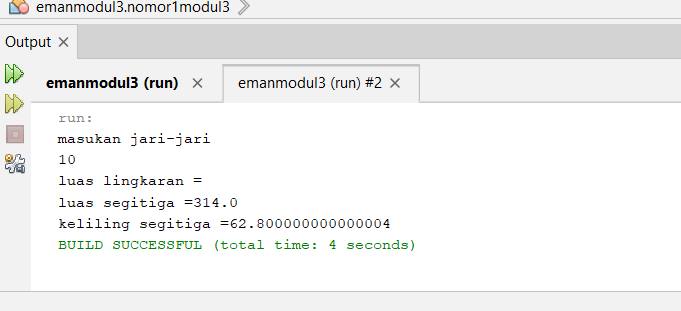 emanmodul3.nomor1modul3
Output
emanmodul3 (run) emanmodul3 (run) #2
run:
masukan jari-jari
10
luas lingkaran =
luas segitiga =314.0
keliling segitiga =62.800000000000004
BUILD SUCCESSFUL (total time: 4 seconds)